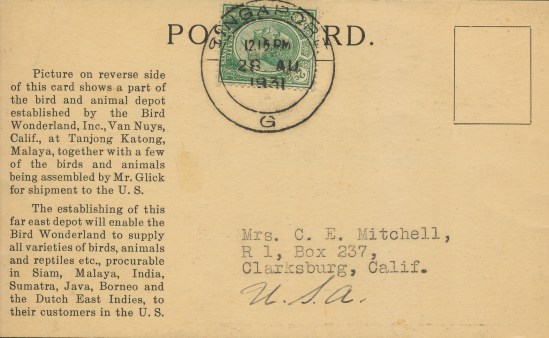 POST CARD.
SINGAPORE
12.15 PM
28 AU
1931
G
Picture on reverse side
of this card shows a part of
the bird and animal depot
established by the Bird
Wonderland, Inc., Van Nuys,
Calif., at Tanjong Katong,
Malaya, together with a few
of the birds and animals
being assembled by Mr. Glick
for shipment to the U. S.
The establishing of this
far east depot will enable the
Bird Wonderland to supply
all varieties of birds, animals
and reptiles etc., procurable
in Siam, Malaya, India,
Sumatra, Java, Borneo and
the Dutch East Indies, to
their customers in the U. S.
Mrs. C. E. Mitchell,
R 1, Box 237,
Clarksburg, Calif.
U.S.A.